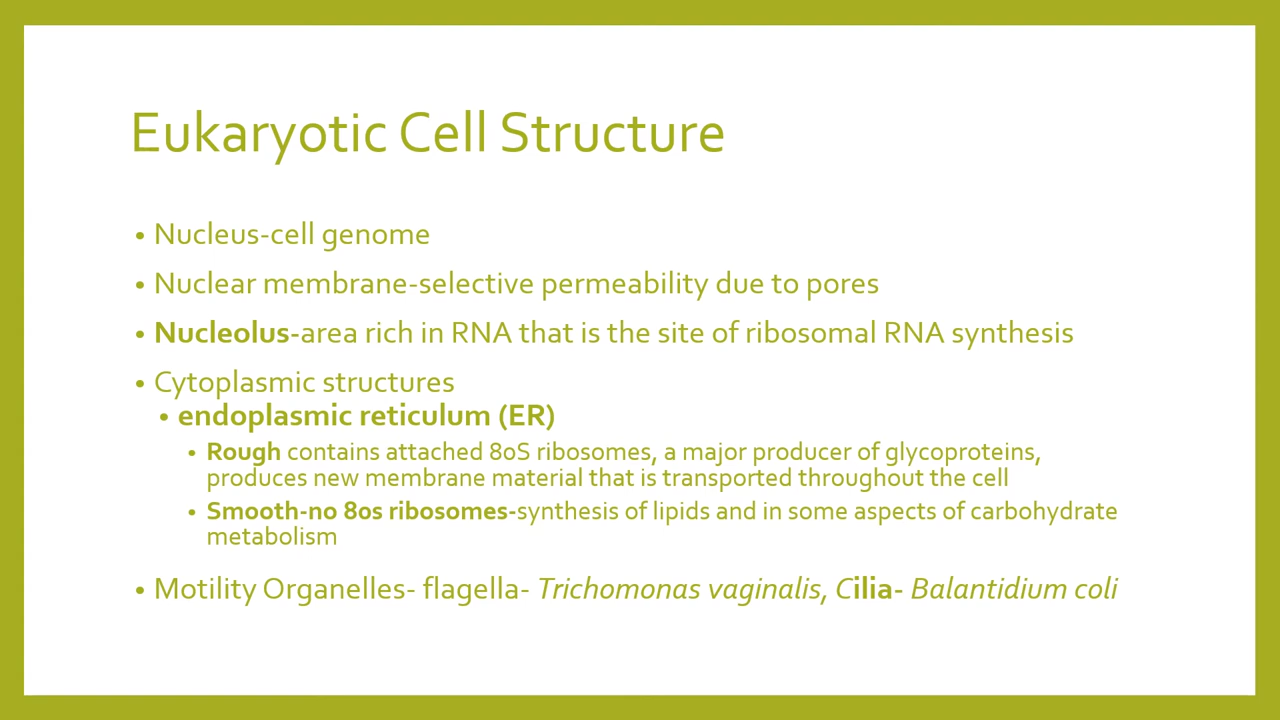 Eukaryotic Cell Structure
• Nucleus-cell genome
• Nuclear membrane-selective permeability due to pores
• Nucleolus-area rich in RNA that is the site of ribosomal RNA synthesis
• Cytoplasmic structures
• endoplasmic reticulum (ER)
• Rough contains attached 80S ribosomes, a major producer of glycoproteins,
produces new membrane material that is transported throughout the cell
• Smooth-no 80s ribosomes-synthesis of lipids and in some aspects of carbohydrate
metabolism
• Motility Organelles- flagella- Trichomonas vaginalis, Cilia- Balantidium coli